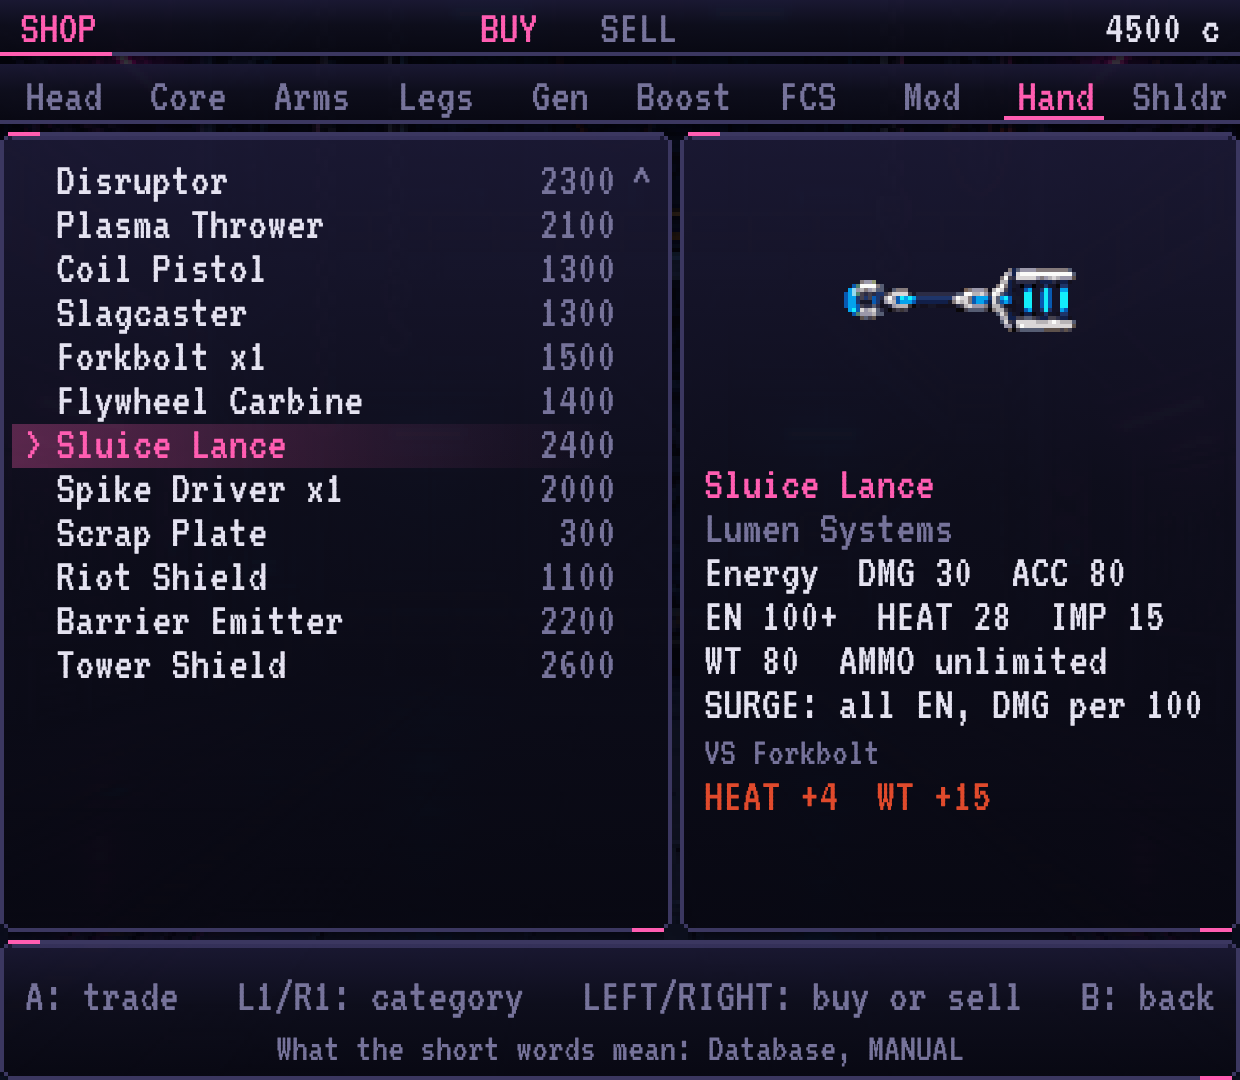 SHOP BUY SELL 4500 c
Head Core Arms Legs Gen Boost FCS Mod Hand Shldr
Disruptor 2300 ^
Plasma Thrower 2100
Coil Pistol 1300
Slagcaster 1300
Forkbolt x1 1500
Flywheel Carbine 1400
> Sluice Lance 2400
Spike Driver x1 2000
Scrap Plate 300
Riot Shield 1100
Barrier Emitter 2200
Tower Shield 2600
Sluice Lance
Lumen Systems
Energy DMG 30 ACC 80
EN 100+ HEAT 28 IMP 15
WT 80 AMMO unlimited
SURGE: all EN, DMG per 100
VS Forkbolt
HEAT +4 WT +15
A: trade L1/R1: category LEFT/RIGHT: buy or sell B: back
What the short words mean: Database, MANUAL